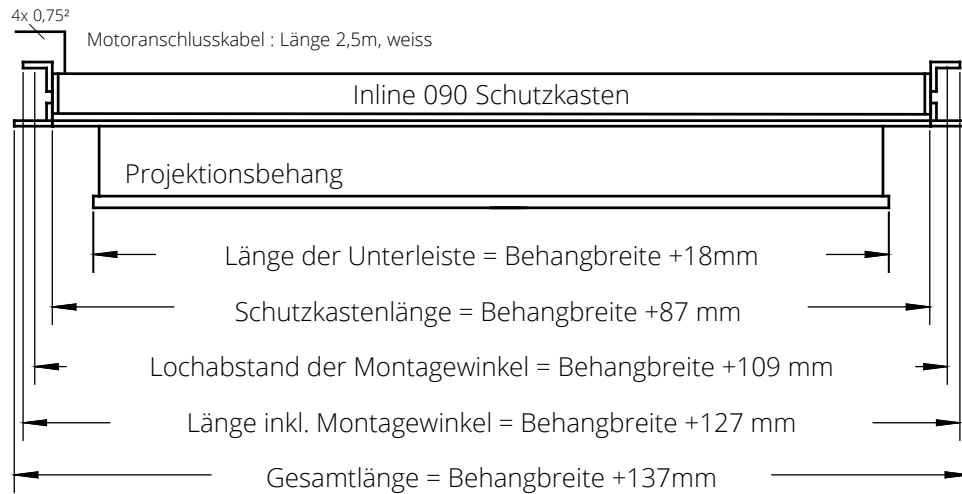 4x 0,75²
Motoranschlusskabel : Länge 2,5m, weiss
Inline 090 Schutzkasten
Projektionsbehang
Länge der Unterleiste = Behangbreite +18mm
Schutzkastenlänge = Behangbreite +87 mm
Lochabstand der Montagewinkel = Behangbreite +109 mm
Länge inkl. Montagewinkel = Behangbreite +127 mm
Gesamtlänge = Behangbreite +137mm